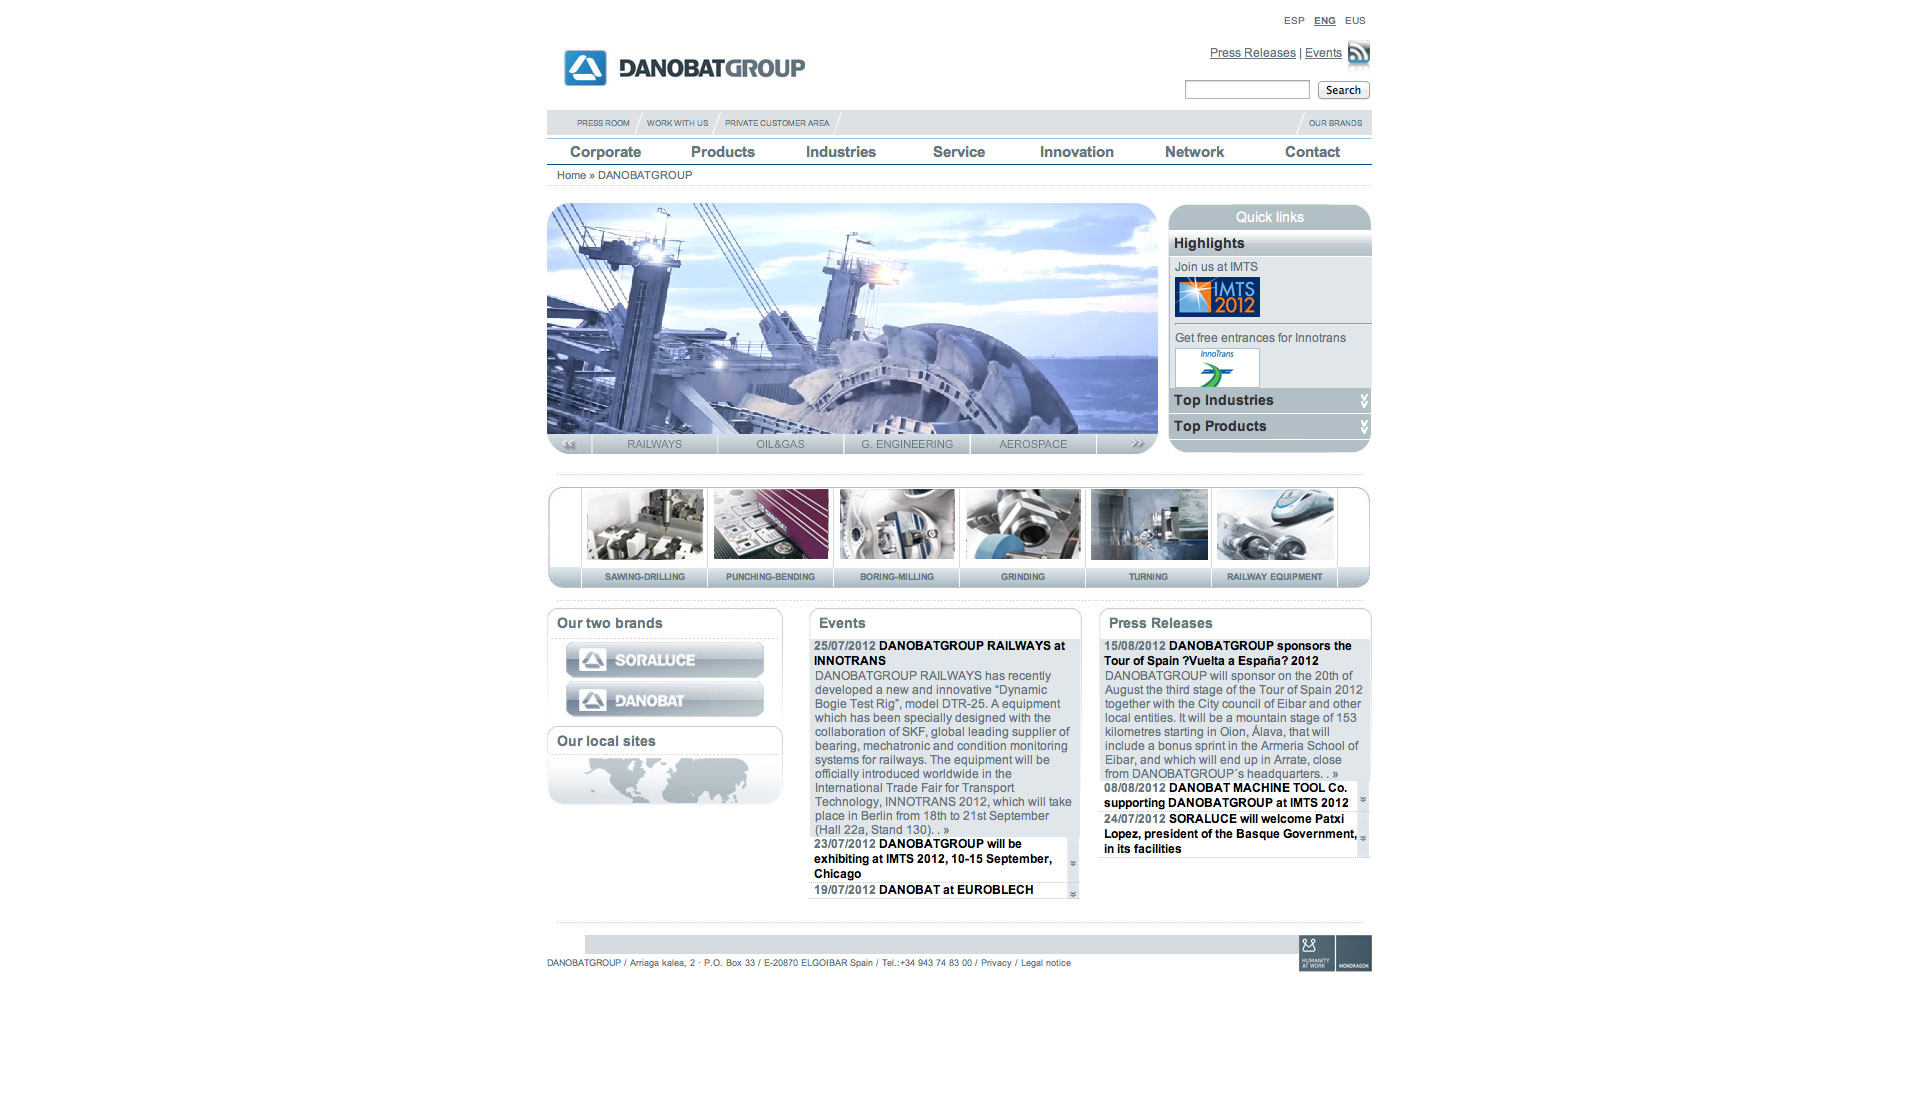 ESP ENG EUS
Press Releases | Events
DANOBATGROUP
Search
PRESS ROOM WORK WITH US PRIVATE CUSTOMER AREA OUR BRANDS
Corporate Products Industries Service Innovation Network Contact
Home » DANOBATGROUP
Quick links
Highlights
Join us at IMTS
IMTS
2012
Get free entrances for Innotrans
InnoTrans
Top Industries
Top Products
RAILWAYS OIL&GAS G. ENGINEERING AEROSPACE
SAWING-DRILLING PUNCHING-BENDING BORING-MILLING GRINDING TURNING RAILWAY EQUIPMENT
Our two brands
SORALUCE
DANOBAT
Our local sites
Events
25/07/2012 DANOBATGROUP RAILWAYS at
INNOTRANS
DANOBATGROUP RAILWAYS has recently
developed a new and innovative "Dynamic
Bogie Test Rig", model DTR-25. A equipment
which has been specially designed with the
collaboration of SKF, global leading supplier of
bearing, mechatronic and condition monitoring
systems for railways. The equipment will be
officially introduced worldwide in the
International Trade Fair for Transport
Technology, INNOTRANS 2012, which will take
place in Berlin from 18th to 21st September
(Hall 22a, Stand 130). . »
23/07/2012 DANOBATGROUP will be
exhibiting at IMTS 2012, 10-15 September,
Chicago
19/07/2012 DANOBAT at EUROBLECH
Press Releases
15/08/2012 DANOBATGROUP sponsors the
Tour of Spain ?Vuelta a España? 2012
DANOBATGROUP will sponsor on the 20th of
August the third stage of the Tour of Spain 2012
together with the City council of Eibar and other
local entities. It will be a mountain stage of 153
kilometres starting in Oion, Álava, that will
include a bonus sprint in the Armeria School of
Eibar, and which will end up in Arrate, close
from DANOBATGROUP´s headquarters. . »
08/08/2012 DANOBAT MACHINE TOOL Co.
supporting DANOBATGROUP at IMTS 2012
24/07/2012 SORALUCE will welcome Patxi
Lopez, president of the Basque Government,
in its facilities
DANOBATGROUP / Arriaga kalea, 2 · P.O. Box 33 / E-20870 ELGOIBAR Spain / Tel.:+34 943 74 83 00 / Privacy / Legal notice
HUMANITY
AT WORK
MONDRAGON